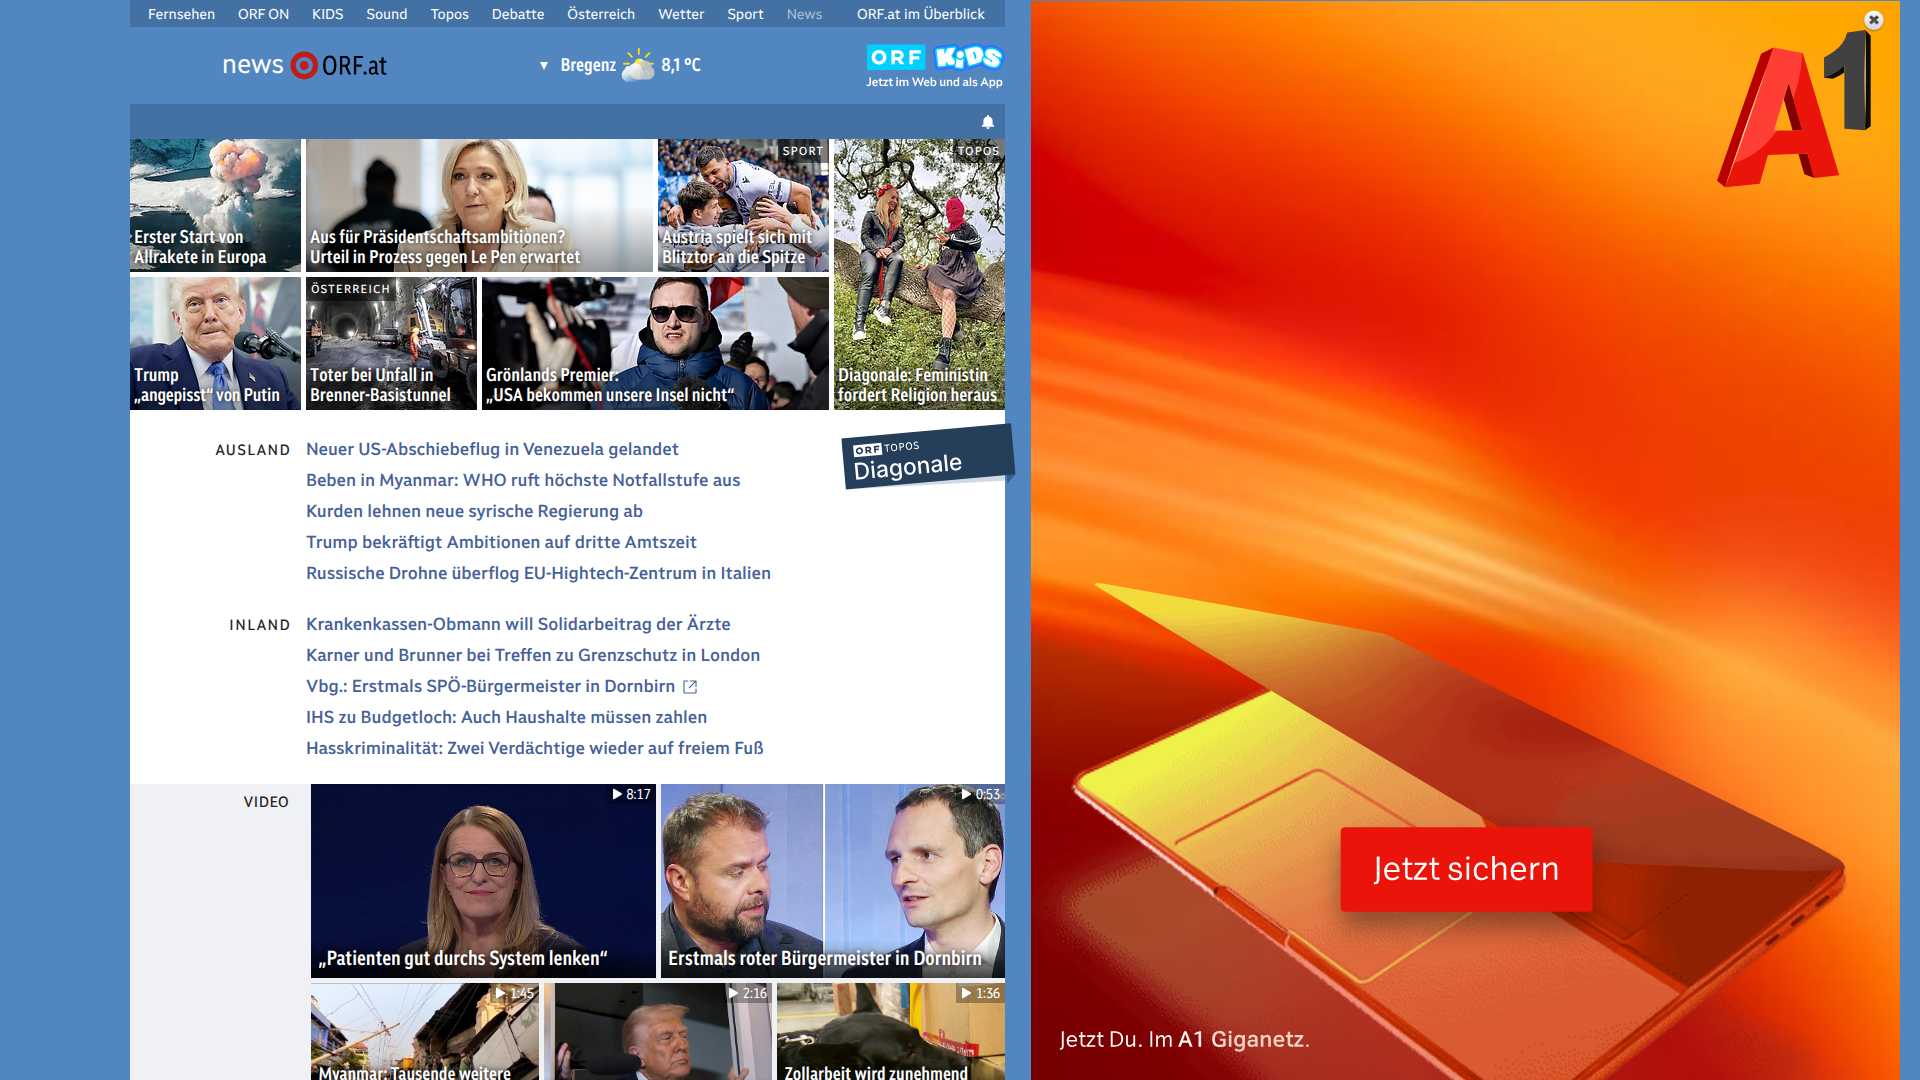 Fernsehen ORF ON KIDS Sound Topos Debatte Österreich Wetter Sport News ORF.at im Überblick
news ORF.at
▼ Bregenz 8,1 °C
ORF KiDS
Jetzt im Web und als App
Erster Start von
Allrakete in Europa
Aus für Präsidentschaftsambitionen?
Urteil in Prozess gegen Le Pen erwartet
SPORT
Austria spielt sich mit
Blitztor an die Spitze
TOPOS
Diagonale: Feministin
fordert Religion heraus
Trump
„angepisst“ von Putin
ÖSTERREICH
Toter bei Unfall in
Brenner-Basistunnel
Grönlands Premier:
„USA bekommen unsere Insel nicht“
AUSLAND
Neuer US-Abschiebeflug in Venezuela gelandet
Beben in Myanmar: WHO ruft höchste Notfallstufe aus
Kurden lehnen neue syrische Regierung ab
Trump bekräftigt Ambitionen auf dritte Amtszeit
Russische Drohne überflog EU-Hightech-Zentrum in Italien
ORF TOPOS
Diagonale
INLAND
Krankenkassen-Obmann will Solidarbeitrag der Ärzte
Karner und Brunner bei Treffen zu Grenzschutz in London
Vbg.: Erstmals SPÖ-Bürgermeister in Dornbirn
IHS zu Budgetloch: Auch Haushalte müssen zahlen
Hasskriminalität: Zwei Verdächtige wieder auf freiem Fuß
VIDEO
8:17
„Patienten gut durchs System lenken“
0:53
Erstmals roter Bürgermeister in Dornbirn
1:45
Myanmar: Tausende weitere
2:16
1:36
Zollarbeit wird zunehmend
A1
Jetzt sichern
Jetzt Du. Im A1 Giganetz.